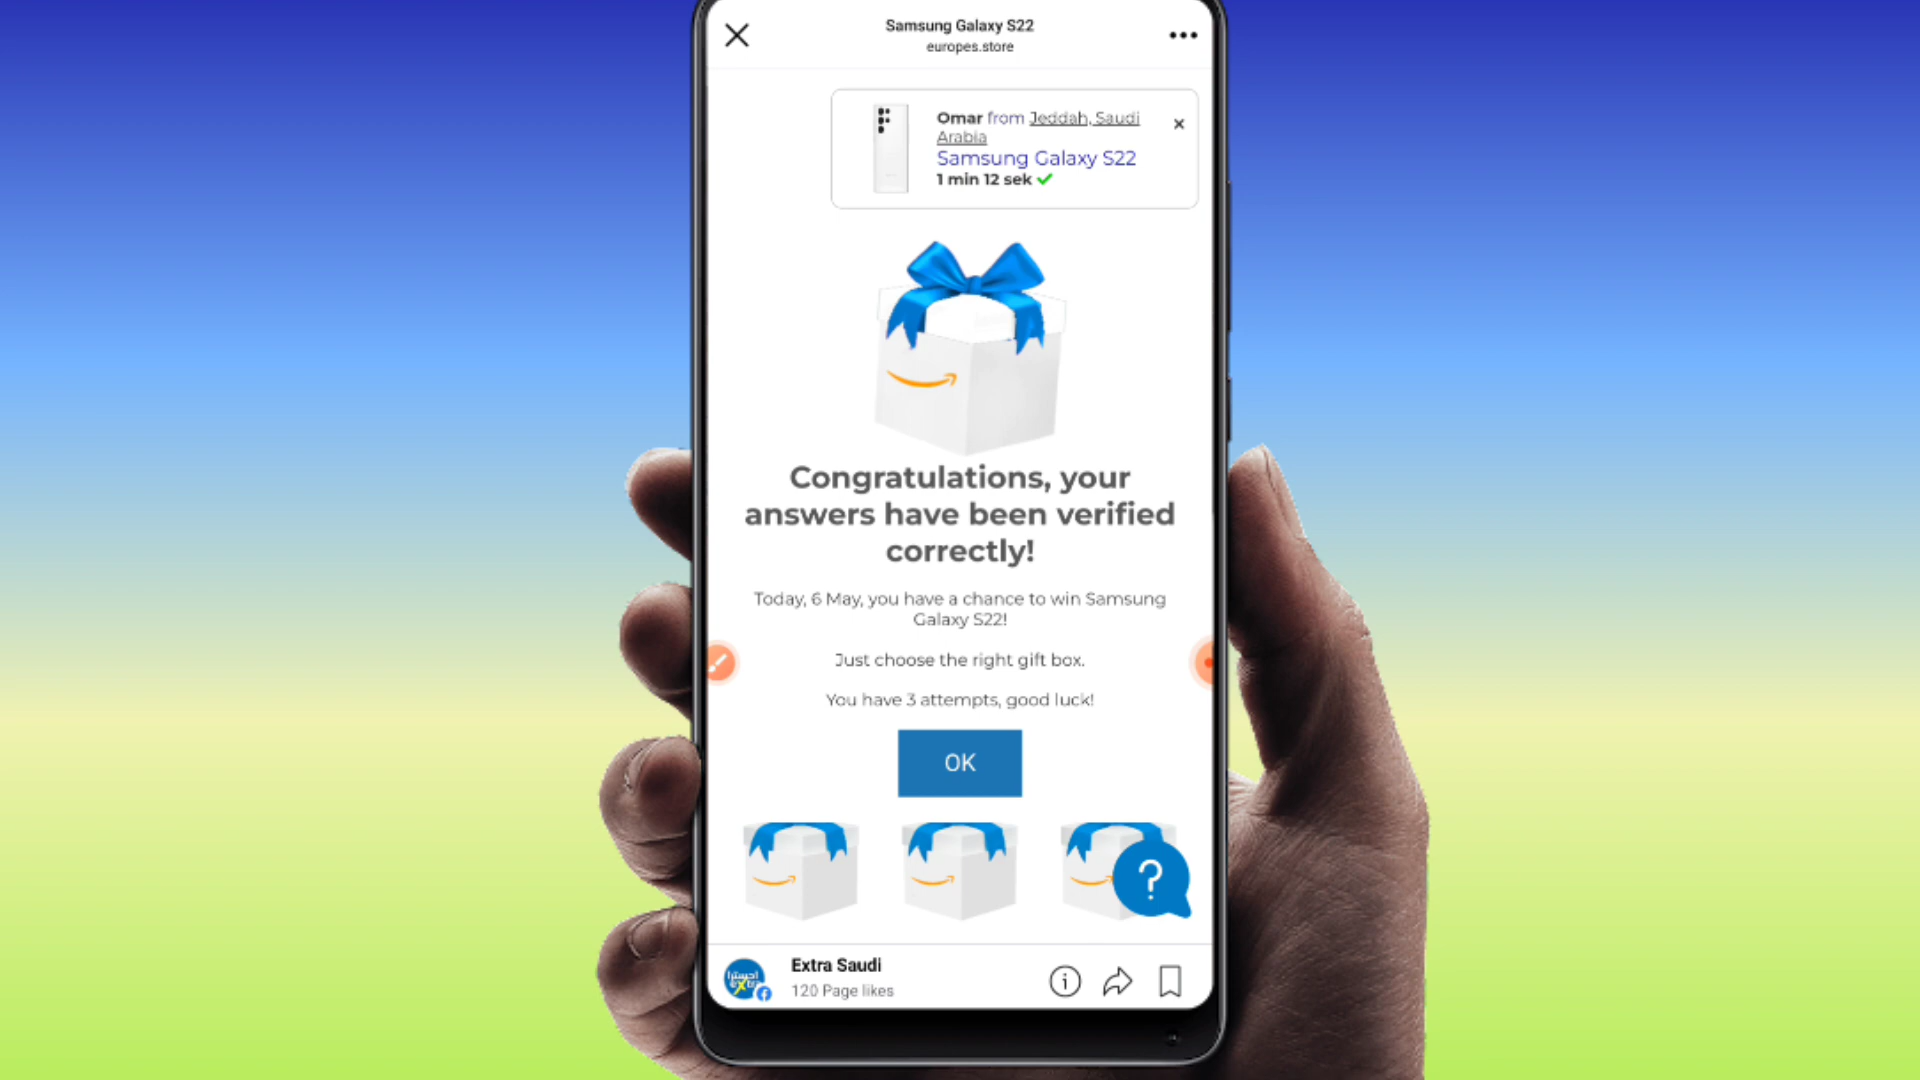 Samsung Galaxy S22
europes.store
Omar from Jeddah, Saudi
Arabia
Samsung Galaxy S22
1 min 12 sek
Congratulations, your
answers have been verified
correctly!
Today, 6 May, you have a chance to win Samsung
Galaxy S22!
Just choose the right gift box.
You have 3 attempts, good luck!
OK
?
اكسترا
eXtra
Extra Saudi
120 Page likes